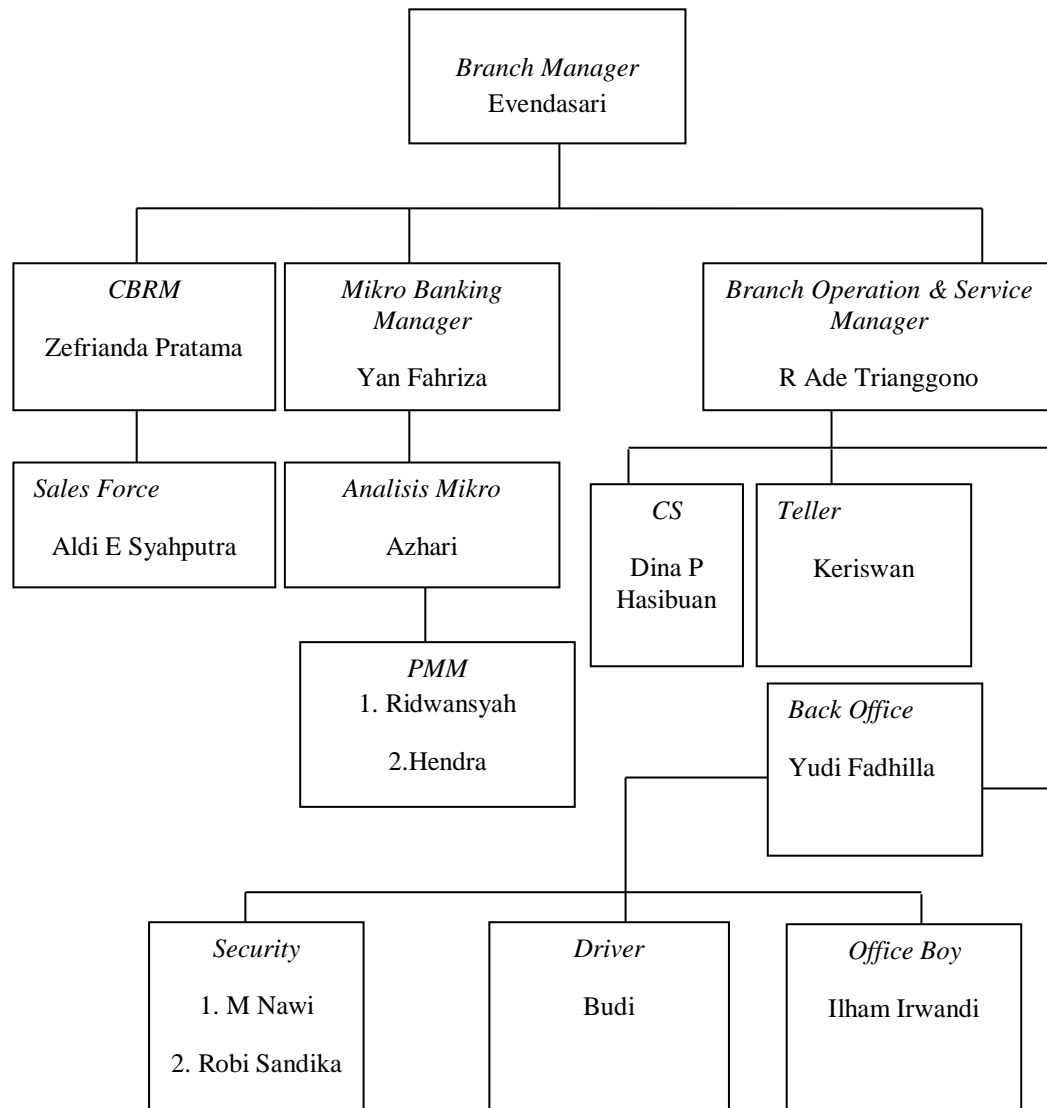 Branch Manager
Evendasari
CBRM
Zefrianda Pratama
Mikro Banking
Manager
Yan Fahriza
Branch Operation & Service
Manager
R Ade Trianggono
Sales Force
Aldi E Syahputra
Analisis Mikro
Azhari
CS
Dina P
Hasibuan
Teller
Keriswan
PMM
1. Ridwansyah
2.Hendra
Back Office
Yudi Fadhilla
Security
1. M Nawi
2. Robi Sandika
Driver
Budi
Office Boy
Ilham Irwandi